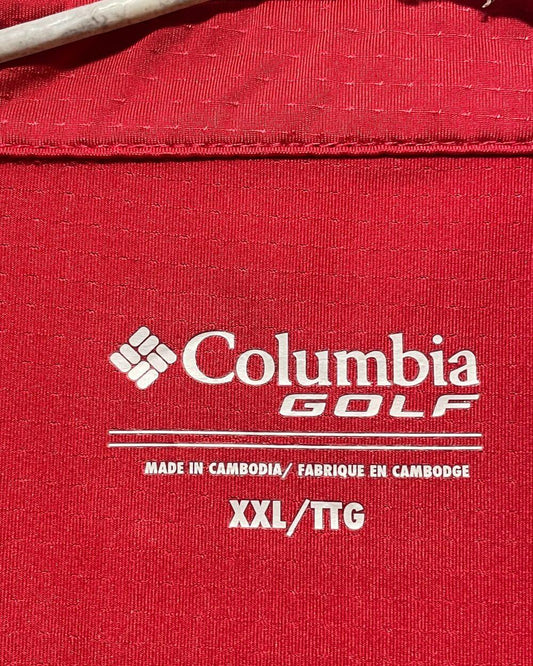 Columbia
GOLF
MADE IN CAMBODIA/ FABRIQUE EN CAMBODGE
XXL/TTG